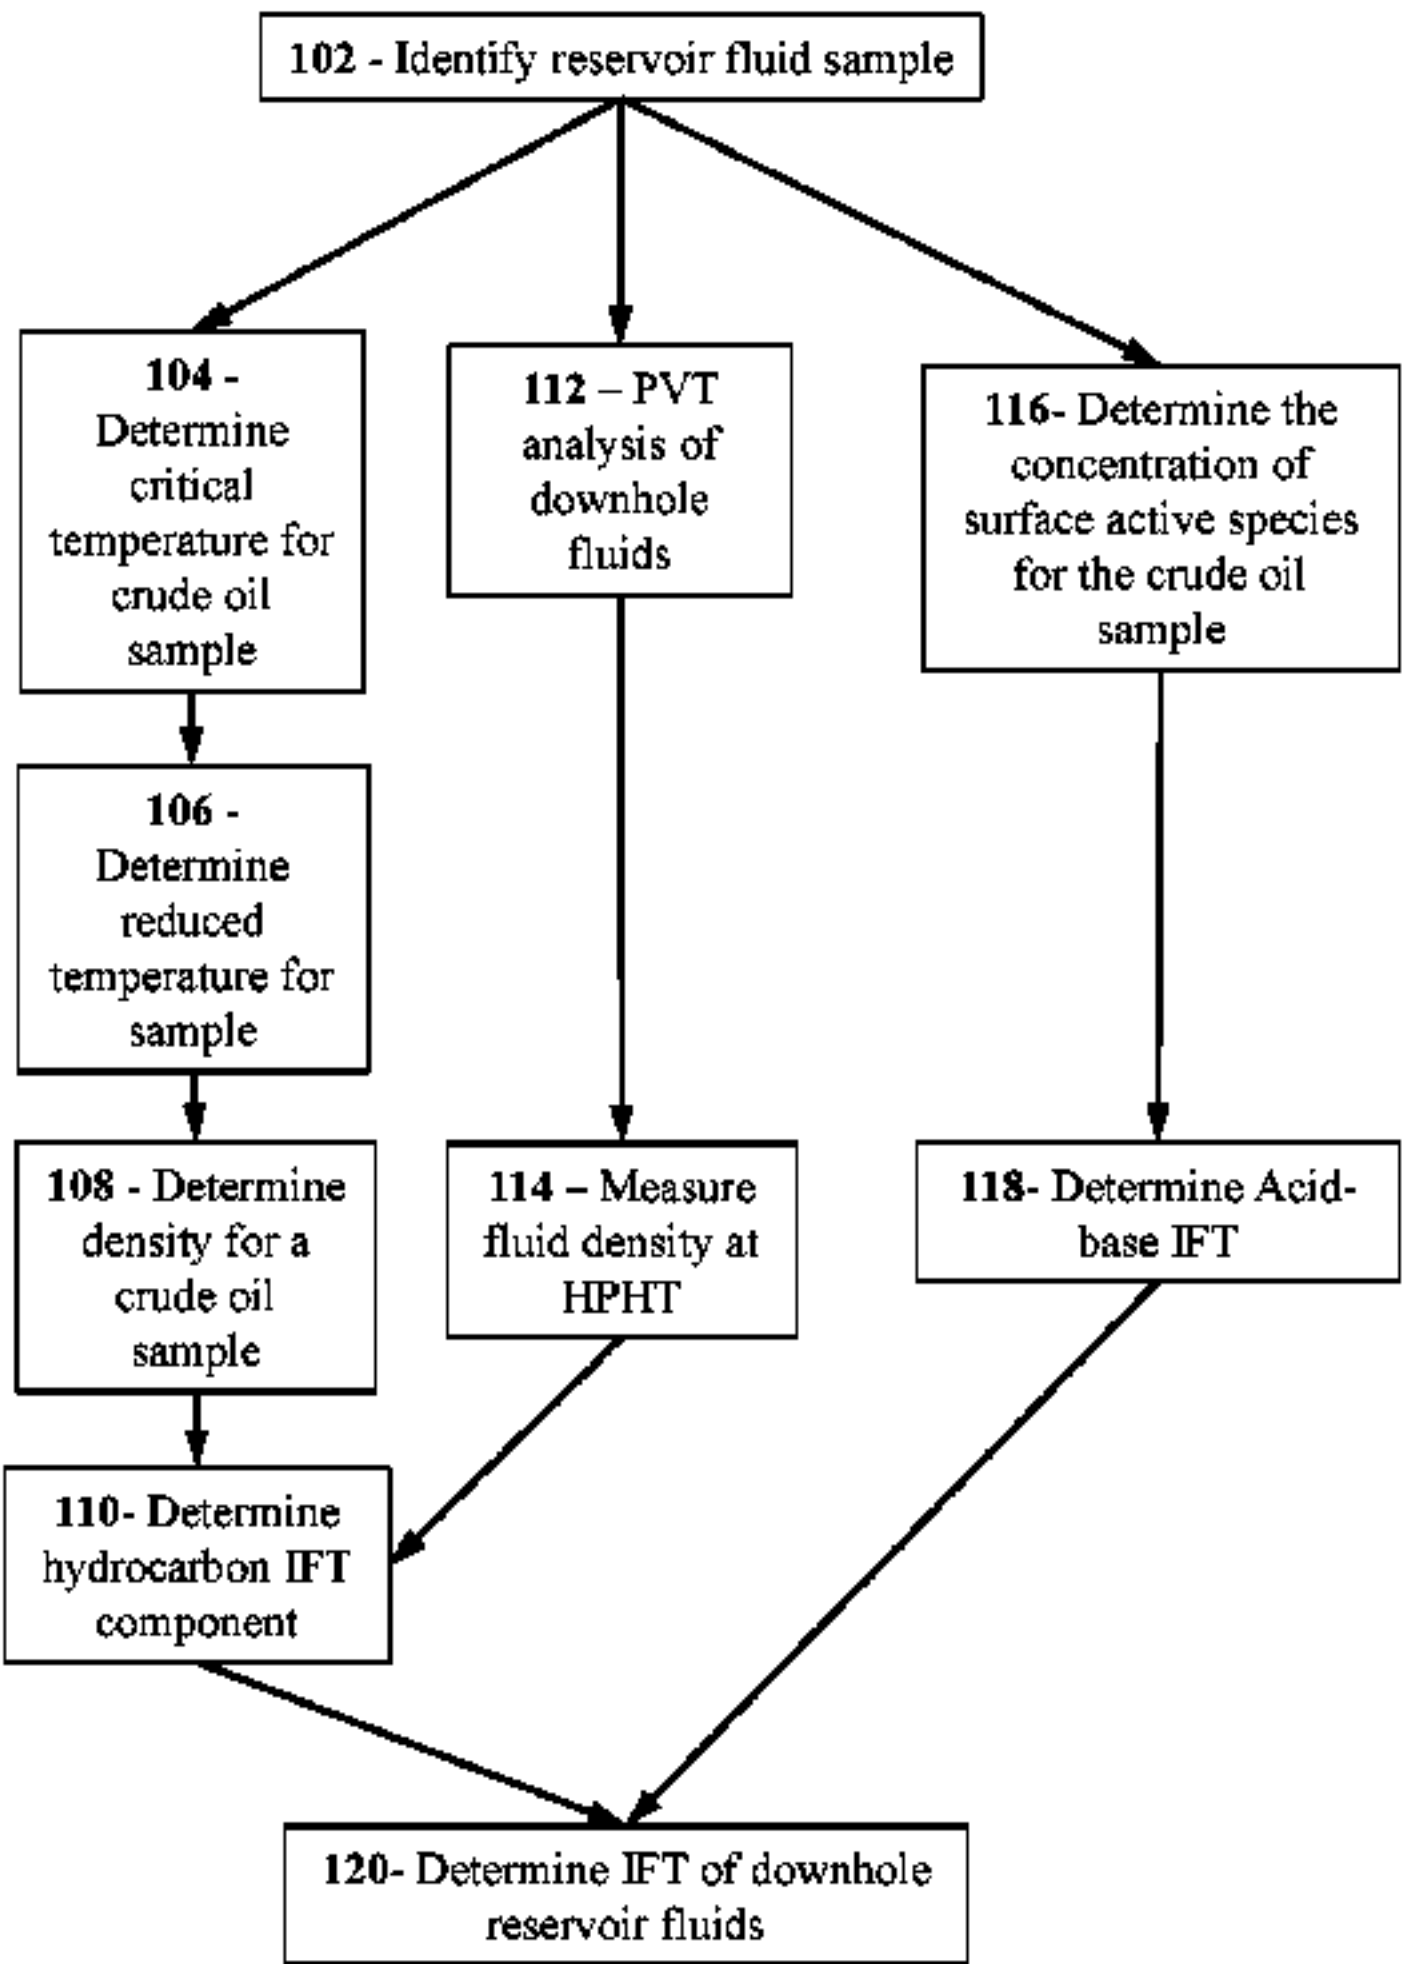 102 - Identify reservoir fluid sample
104 -
Determine
critical
temperature for
crude oil
sample
112 – PVT
analysis of
downhole
fluids
116- Determine the
concentration of
surface active species
for the crude oil
sample
106 -
Determine
reduced
temperature for
sample
108 - Determine
density for a
crude oil
sample
114 – Measure
fluid density at
HPHT
118- Determine Acid-
base IFT
110- Determine
hydrocarbon IFT
component
120- Determine IFT of downhole
reservoir fluids